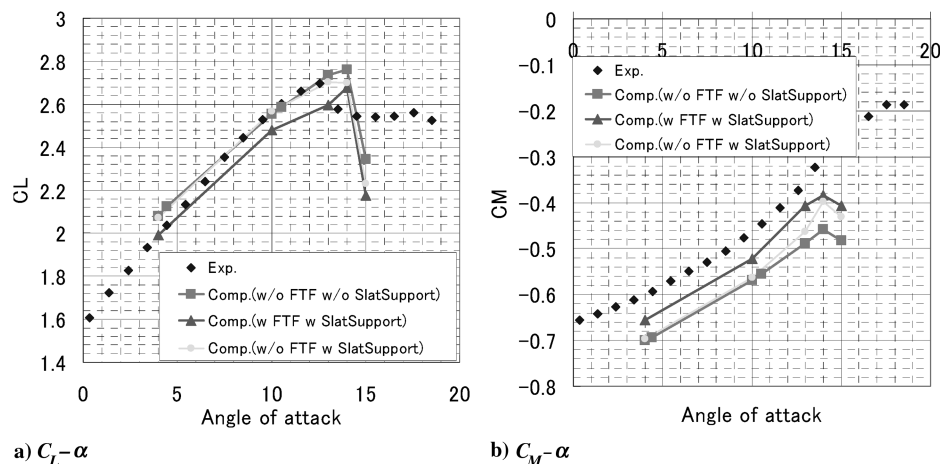 3
2.8
2.6
2.4
2.2
2
1.8
1.6
1.4
CL
0
5
10
15
20
Angle of attack
Exp.
Comp.(w/o FTF w/o SlatSupport)
Comp.(w FTF w SlatSupport)
Comp.(w/o FTF w SlatSupport)
a) C_L-α
0
-0.1
-0.2
-0.3
-0.4
-0.5
-0.6
-0.7
-0.8
CM
0
5
10
15
20
Exp.
Comp.(w/o FTF w/o SlatSupport)
Comp.(w FTF w SlatSupport)
Comp.(w/o FTF w SlatSupport)
Angle of attack
b) C_M-α